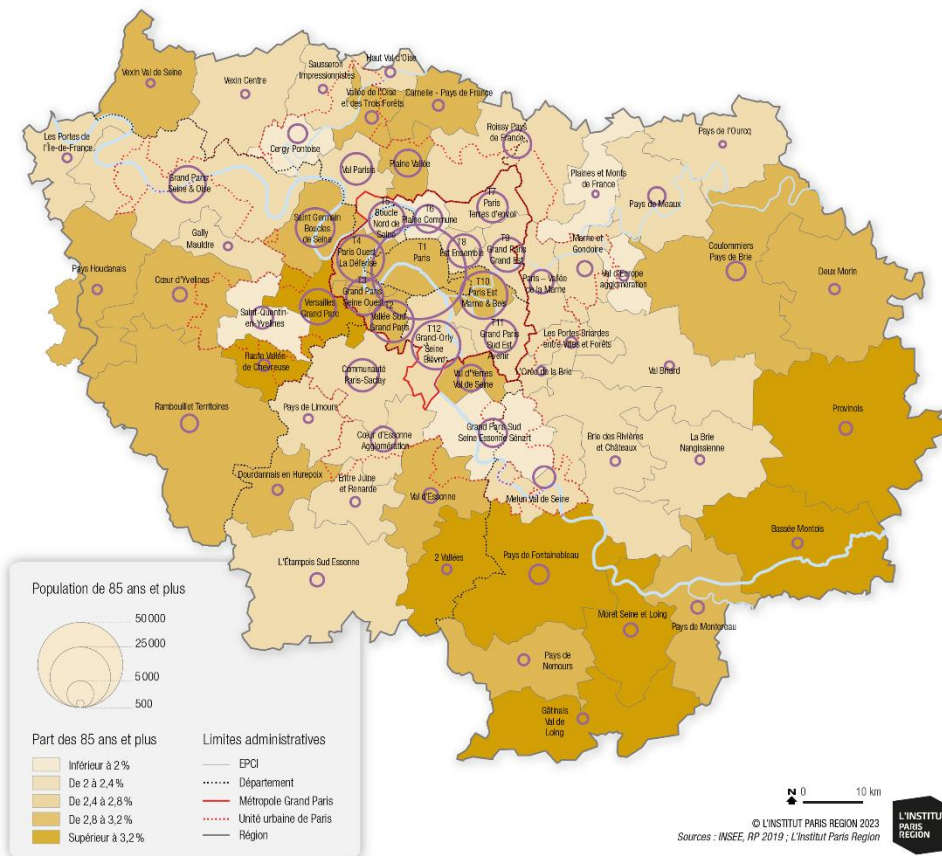 Haut Val d'Oise
Sausseron
Impressionnistes
Vexin Val de Seine
Vexin Centre
Vallée de l'Oise
et des Trois Forêts
Carnelle - Pays de France
Les Portes de
l'Île-de-France
Cergy Pontoise
Roissy Pays
de France
Pays de l'Ourcq
Val Parisis
Plaine Vallée
Grand Paris
Seine & Oise
Plaines et Monts
de France
Pays de Meaux
Saint Germain
Boucles
de Seine
T5
Boucle
Nord de
Seine
T6
Plaine Commune
T7
Paris
Terres d'envol
Gally
Mauldre
T4
Paris Ouest
La Défense
T1
Paris
T8
Est Ensemble
T9
Grand Paris
Grand Est
Marne et
Gondoire
Val d'Europe
agglomération
Coulommiers
Pays de Brie
Deux Morin
Pays Houdanais
Cœur d'Yvelines
Paris – Vallée
de la Marne
Saint-Quentin-
en-Yvelines
Versailles
Grand Parc
T3
Grand Paris
Seine Ouest
T2
Vallée Sud
Grand Paris
T10
Paris Est
Marne & Bois
T12
Grand-Orly
Seine
Bièvre
T11
Grand Paris
Sud Est
Avenir
Les Portes Briardes
entre Villes et Forêts
Haute Vallée
de Chevreuse
Communauté
Paris-Saclay
Val d'Yerres
Val de Seine
L'Orée de la Brie
Val Briard
Rambouillet Territoires
Pays de Limours
Provinois
Cœur d'Essonne
Agglomération
Grand Paris Sud
Seine Essonne Sénart
Brie des Rivières
et Châteaux
La Brie
Nangissienne
Dourdannais en Hurepoix
Entre Juine
et Renarde
Val d'Essonne
Melun Val de Seine
Bassée Montois
L'Étampois Sud Essonne
2 Vallées
Pays de Fontainebleau
Moret Seine et Loing
Pays de Montereau
Pays de
Nemours
Gâtinais
Val de
Loing
Population de 85 ans et plus
50 000
25 000
5 000
500
Part des 85 ans et plus
Inférieur à 2 %
De 2 à 2,4 %
De 2,4 à 2,8 %
De 2,8 à 3,2 %
Supérieur à 3,2 %
Limites administratives
EPCI
Département
Métropole Grand Paris
Unité urbaine de Paris
Région
N 0 10 km
© L'INSTITUT PARIS REGION 2023
Sources : INSEE, RP 2019 ; L'Institut Paris Region
L'INSTITUT
PARIS
REGION